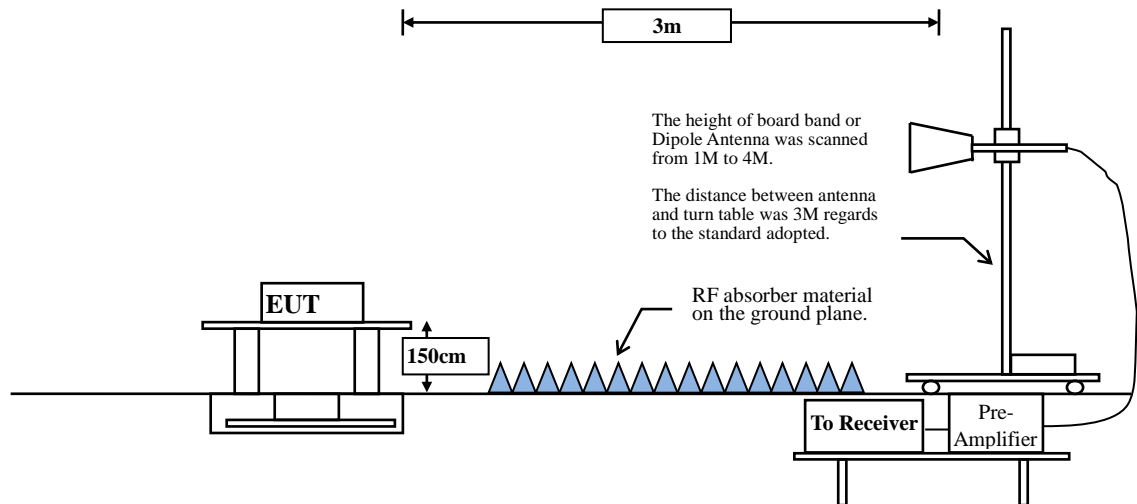 3m
The height of board band or
Dipole Antenna was scanned
from 1M to 4M.
The distance between antenna
and turn table was 3M regards
to the standard adopted.
EUT
RF absorber material
on the ground plane.
150cm
To Receiver
Pre-
Amplifier